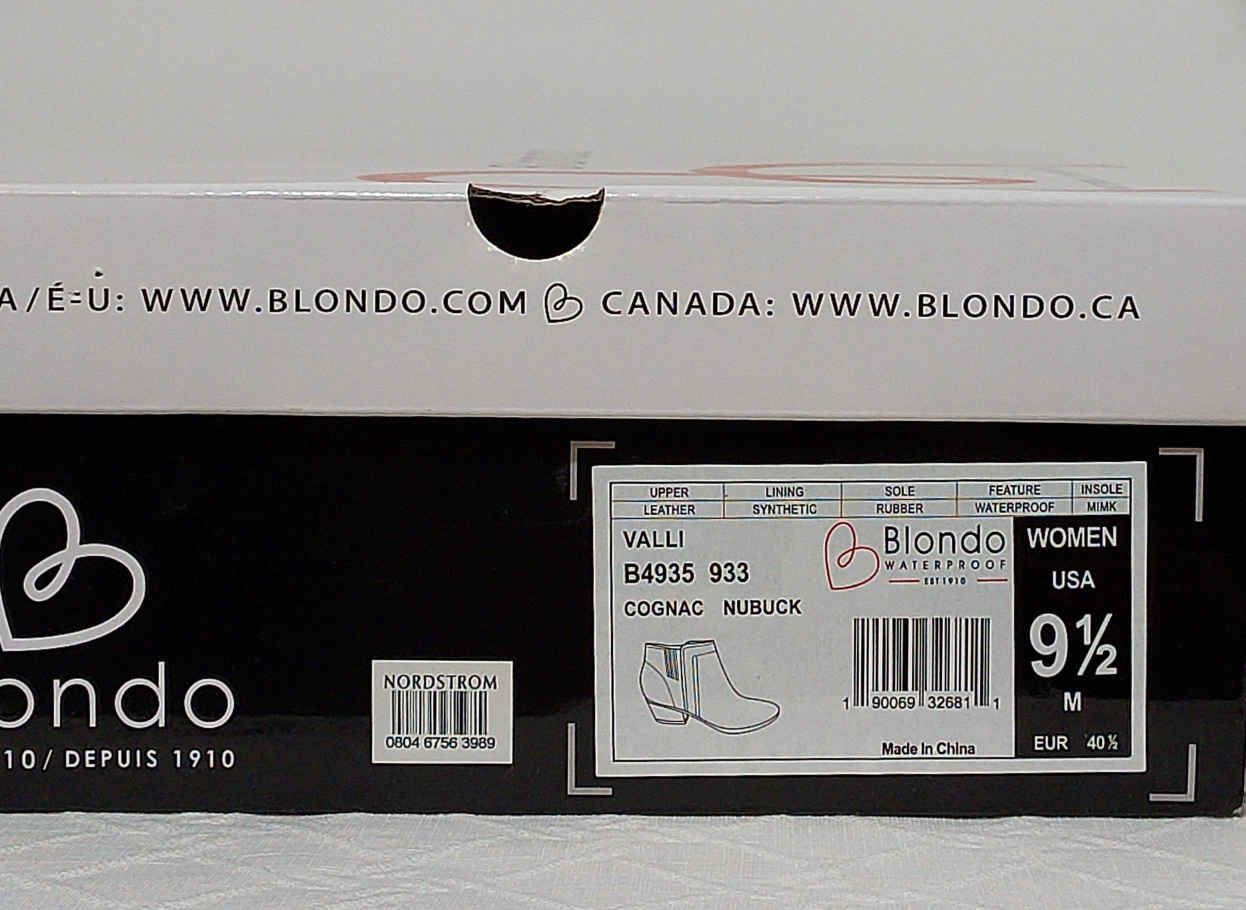 A/É-Ù: WWW.BLONDO.COM CANADA: WWW.BLONDO.CA
ondo
10/ DEPUIS 1910
NORDSTROM
0804 6756 3989
UPPER LINING SOLE FEATURE INSOLE
LEATHER SYNTHETIC RUBBER WATERPROOF MIMK
VALLI
B4935 933
COGNAC NUBUCK
Blondo
WATERPROOF
EST 1910
1 90069 32681 1
Made In China
WOMEN
USA
9½
M
EUR 40½